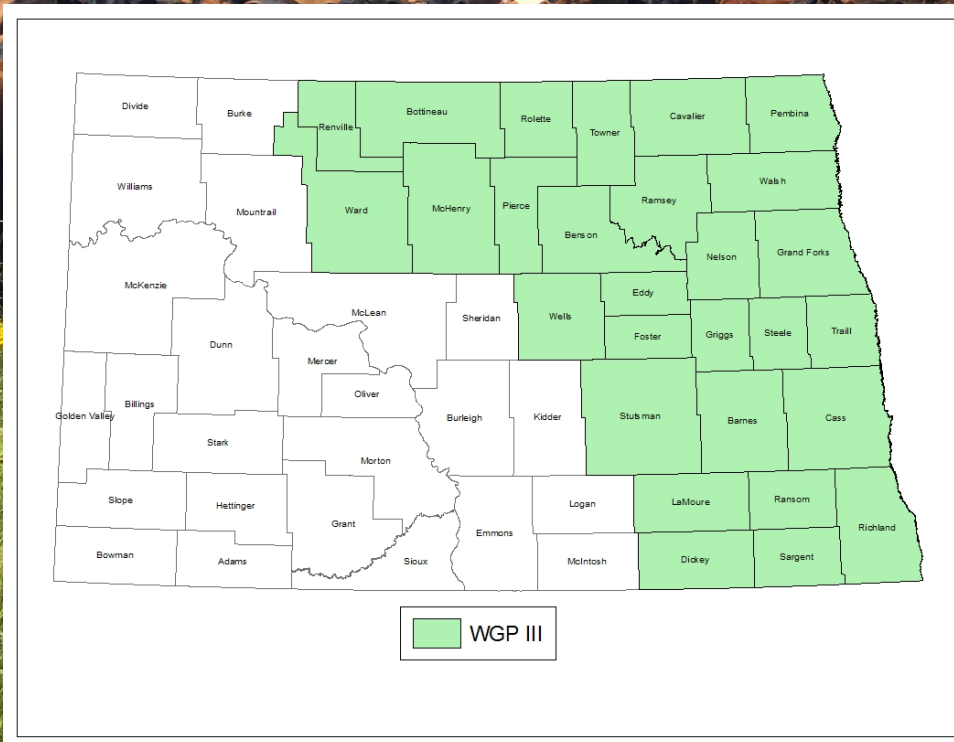 Divide
Burke
Renville
Bottineau
Rolette
Towner
Cavalier
Pembina
Williams
Mountrail
Ward
McHenry
Pierce
Benson
Ramsey
Walsh
Nelson
Grand Forks
McKenzie
McLean
Sheridan
Wells
Eddy
Foster
Griggs
Steele
Traill
Dunn
Mercer
Oliver
Golden Valley
Billings
Stark
Burleigh
Kidder
Stutsman
Barnes
Cass
Morton
Slope
Hettinger
Grant
Emmons
Logan
LaMoure
Ransom
Richland
Bowman
Adams
Sioux
McIntosh
Dickey
Sargent
WGP III